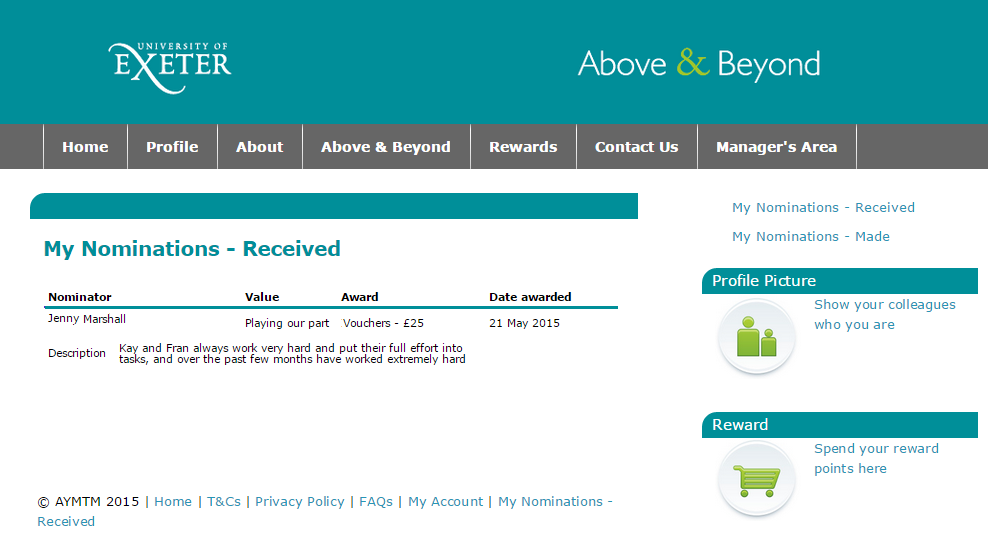 UNIVERSITY OF
EXETER
Above & Beyond
Home Profile About Above & Beyond Rewards Contact Us Manager's Area
My Nominations - Received
Nominator Value Award Date awarded
Jenny Marshall Playing our part Vouchers - £25 21 May 2015
Description Kay and Fran always work very hard and put their full effort into
tasks, and over the past few months have worked extremely hard
My Nominations - Received
My Nominations - Made
Profile Picture
Show your colleagues
who you are
Reward
Spend your reward
points here
© AYMTM 2015 | Home | T&Cs | Privacy Policy | FAQs | My Account | My Nominations -
Received